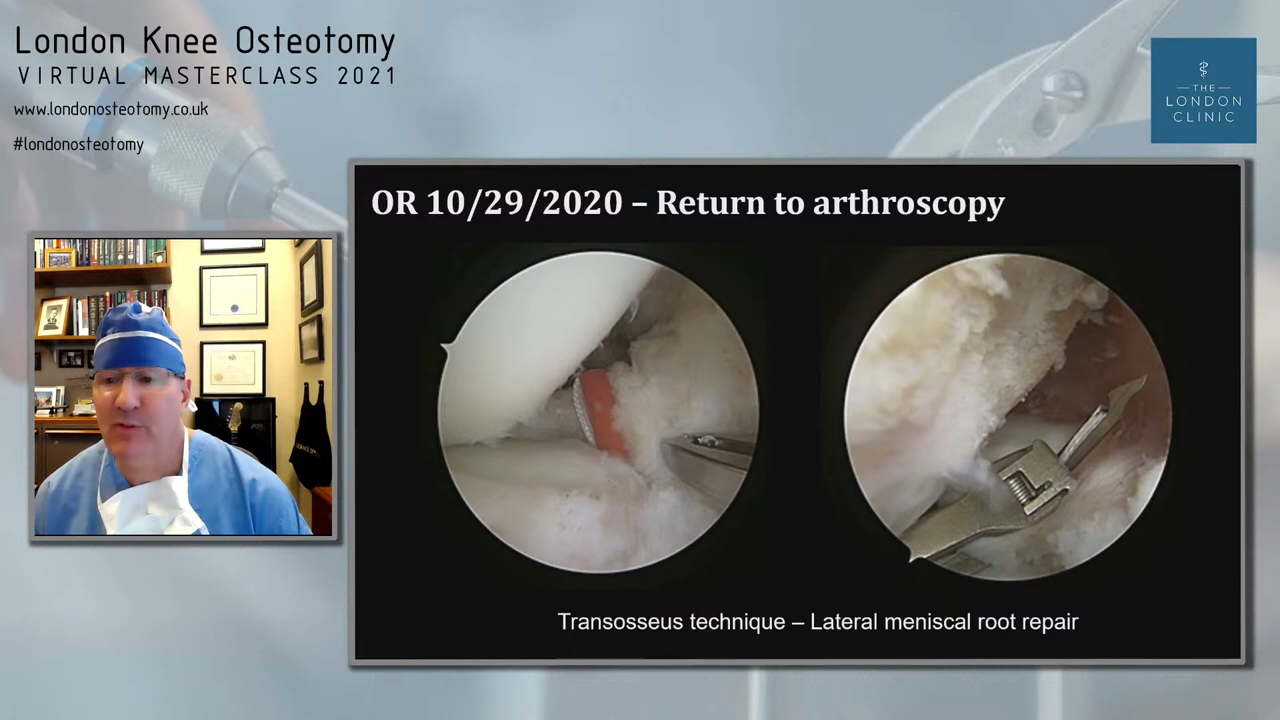 London Knee Osteotomy
VIRTUAL MASTERCLASS 2021
www.londonosteotomy.co.uk
#londonosteotomy
THE
LONDON
CLINIC
OR 10/29/2020 – Return to arthroscopy
Transosseus technique – Lateral meniscal root repair